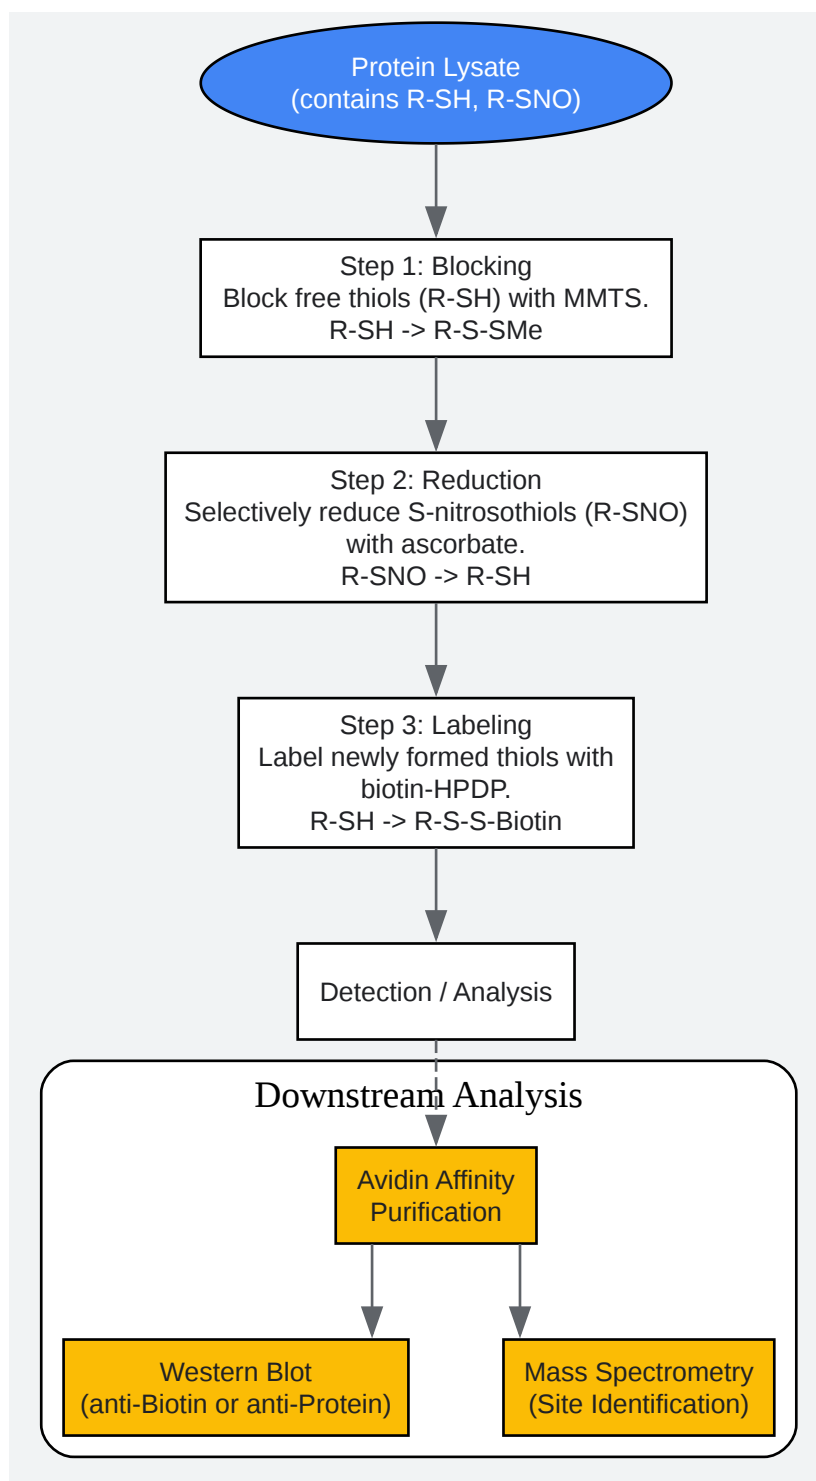 Protein Lysate
(contains R-SH, R-SNO)
Step 1: Blocking
Block free thiols (R-SH) with MMTS.
R-SH -> R-S-SMe
Step 2: Reduction
Selectively reduce S-nitrosothiols (R-SNO)
with ascorbate.
R-SNO -> R-SH
Step 3: Labeling
Label newly formed thiols with
biotin-HPDP.
R-SH -> R-S-S-Biotin
Detection / Analysis
Downstream Analysis
Avidin Affinity
Purification
Western Blot
(anti-Biotin or anti-Protein)
Mass Spectrometry
(Site Identification)